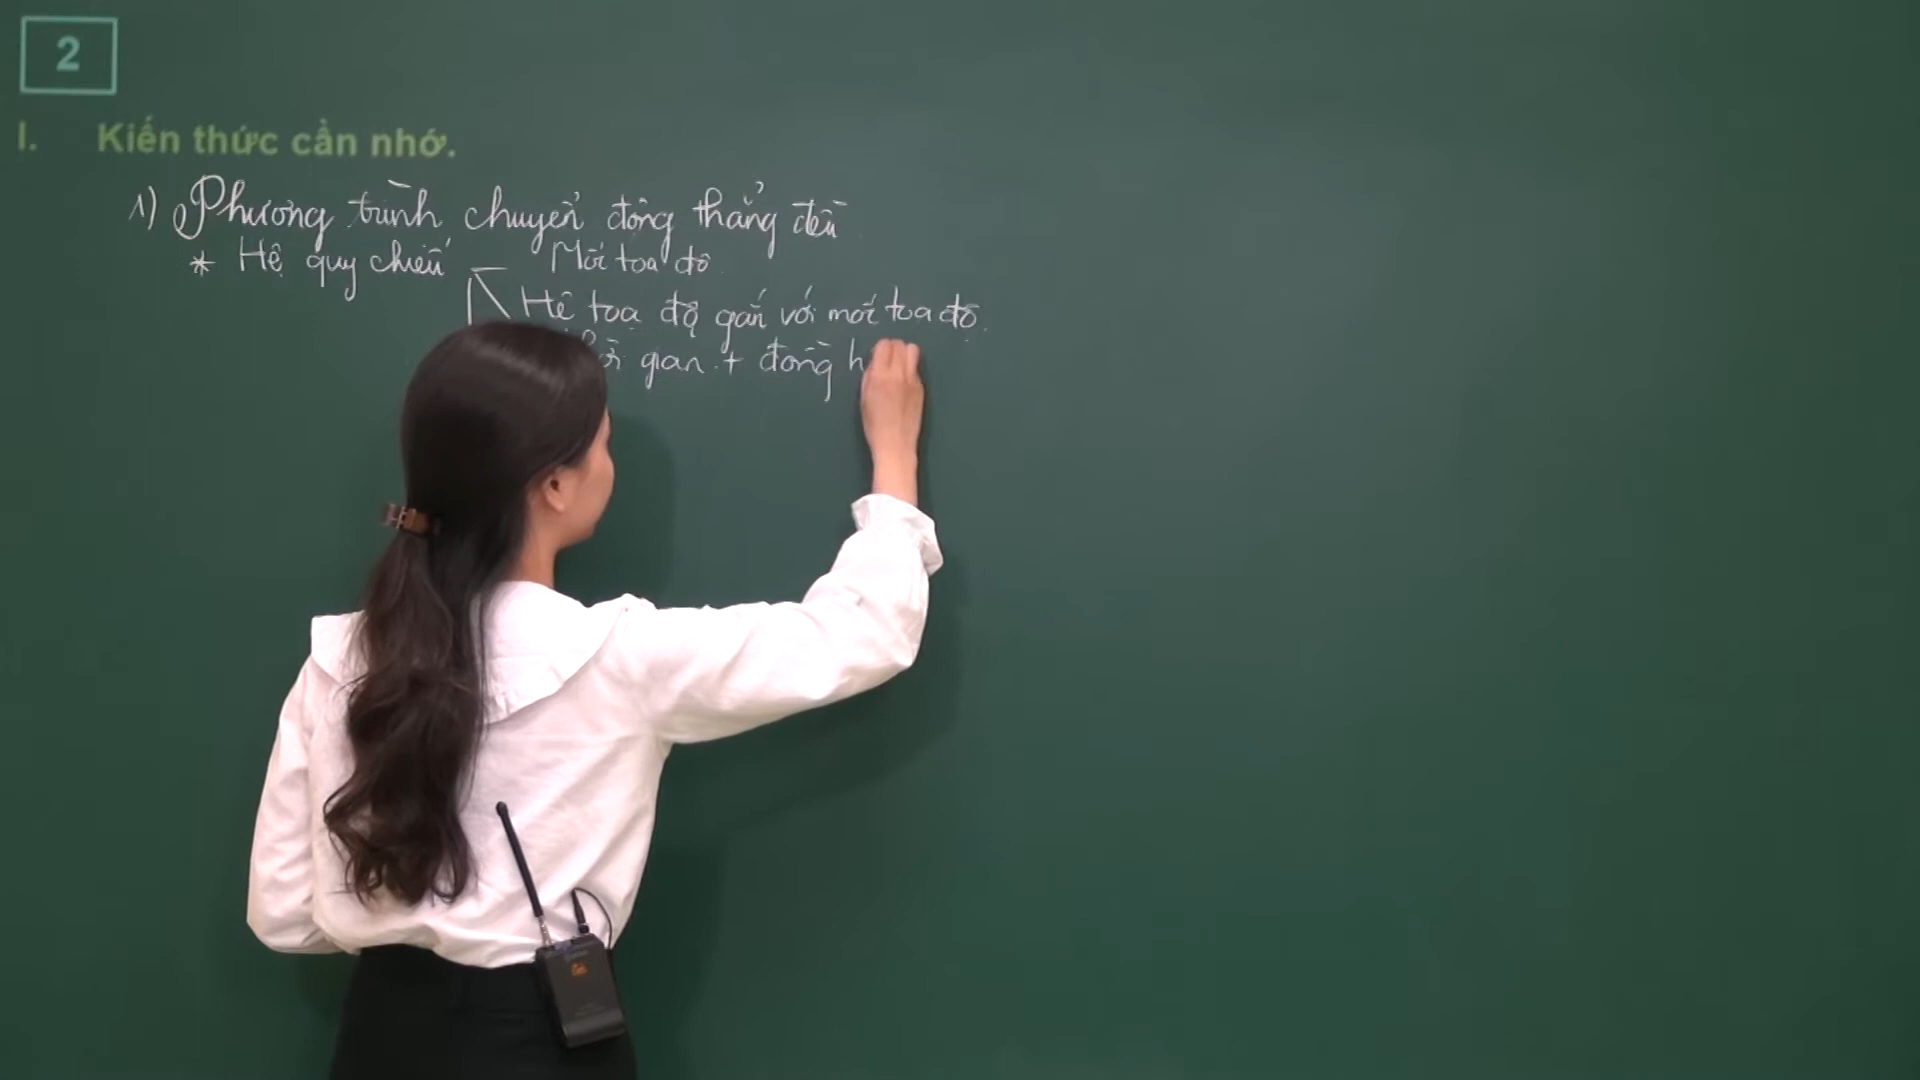 2
I. Kiến thức cần nhớ.
1) Phương trình chuyển động thẳng đều
* Hệ quy chiếu
Mốc toạ độ
Hệ toạ độ gắn với mốc toạ độ.
gian + đồng